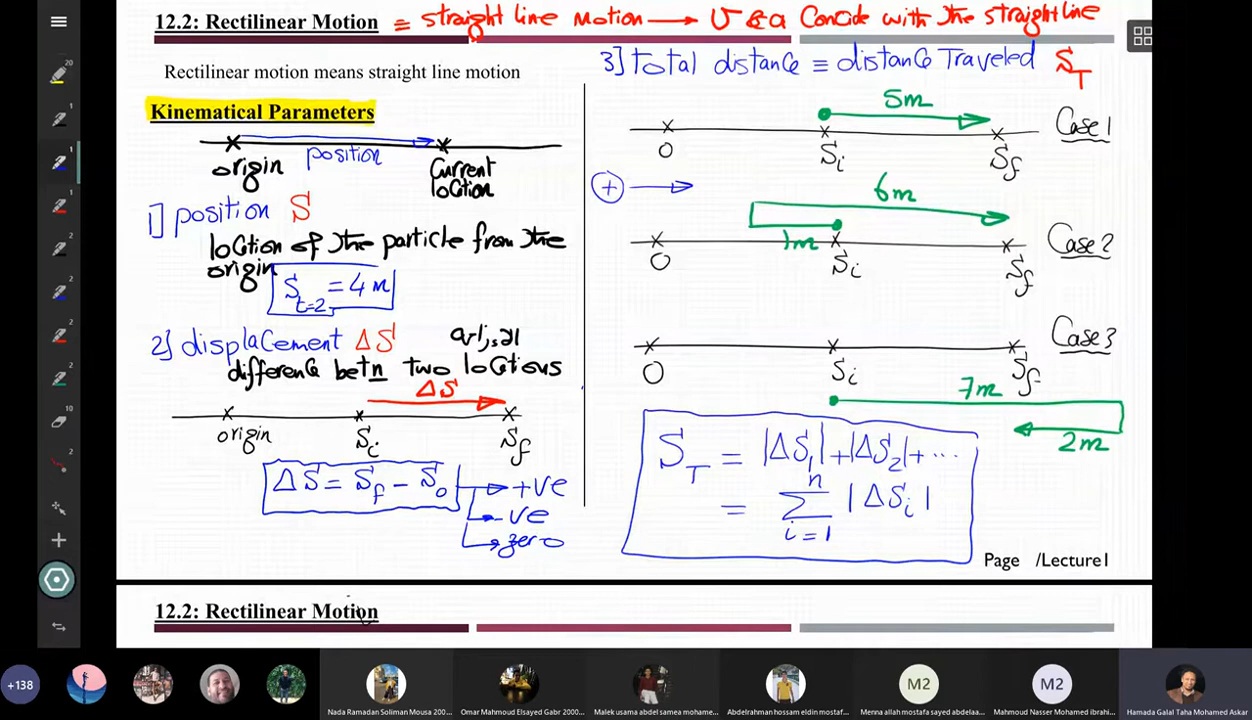 12.2: Rectilinear Motion ≡ straight line Motion → v & a Concide with the straight line
Rectilinear motion means straight line motion
Kinematical Parameters
origin
position
Current location
1] position S
loction of the particle from the
origin
S t=2 = 4 m
2] displacement ΔS
difference betn two loctions
ΔS
origin
Si
Sf
ΔS = Sf - So
+ve
-ve
zero
3] total distance ≡ distance Traveled ST
5m
Case 1
O
Si
Sf
+
6m
1m
Case 2
O
Si
Sf
Case 3
O
Si
Sf
7m
2m
ST = |ΔS1| + |ΔS2| + ...
= n ∑ i=1 |ΔSi|
Page /Lecture1
12.2: Rectilinear Motion
+138
Nada Ramadan Soliman Mousa 200...
Omar Mahmoud Elsayed Gabr 2000...
Malek usama abdel samea mohame...
Abdelrahman hossam eldin mostaf...
M2
Menna allah mostafa sayed abdelaa...
M2
Mahmoud Nasser Mohamed ibrahi...
Hamada Galal Taha Mohamed Askar